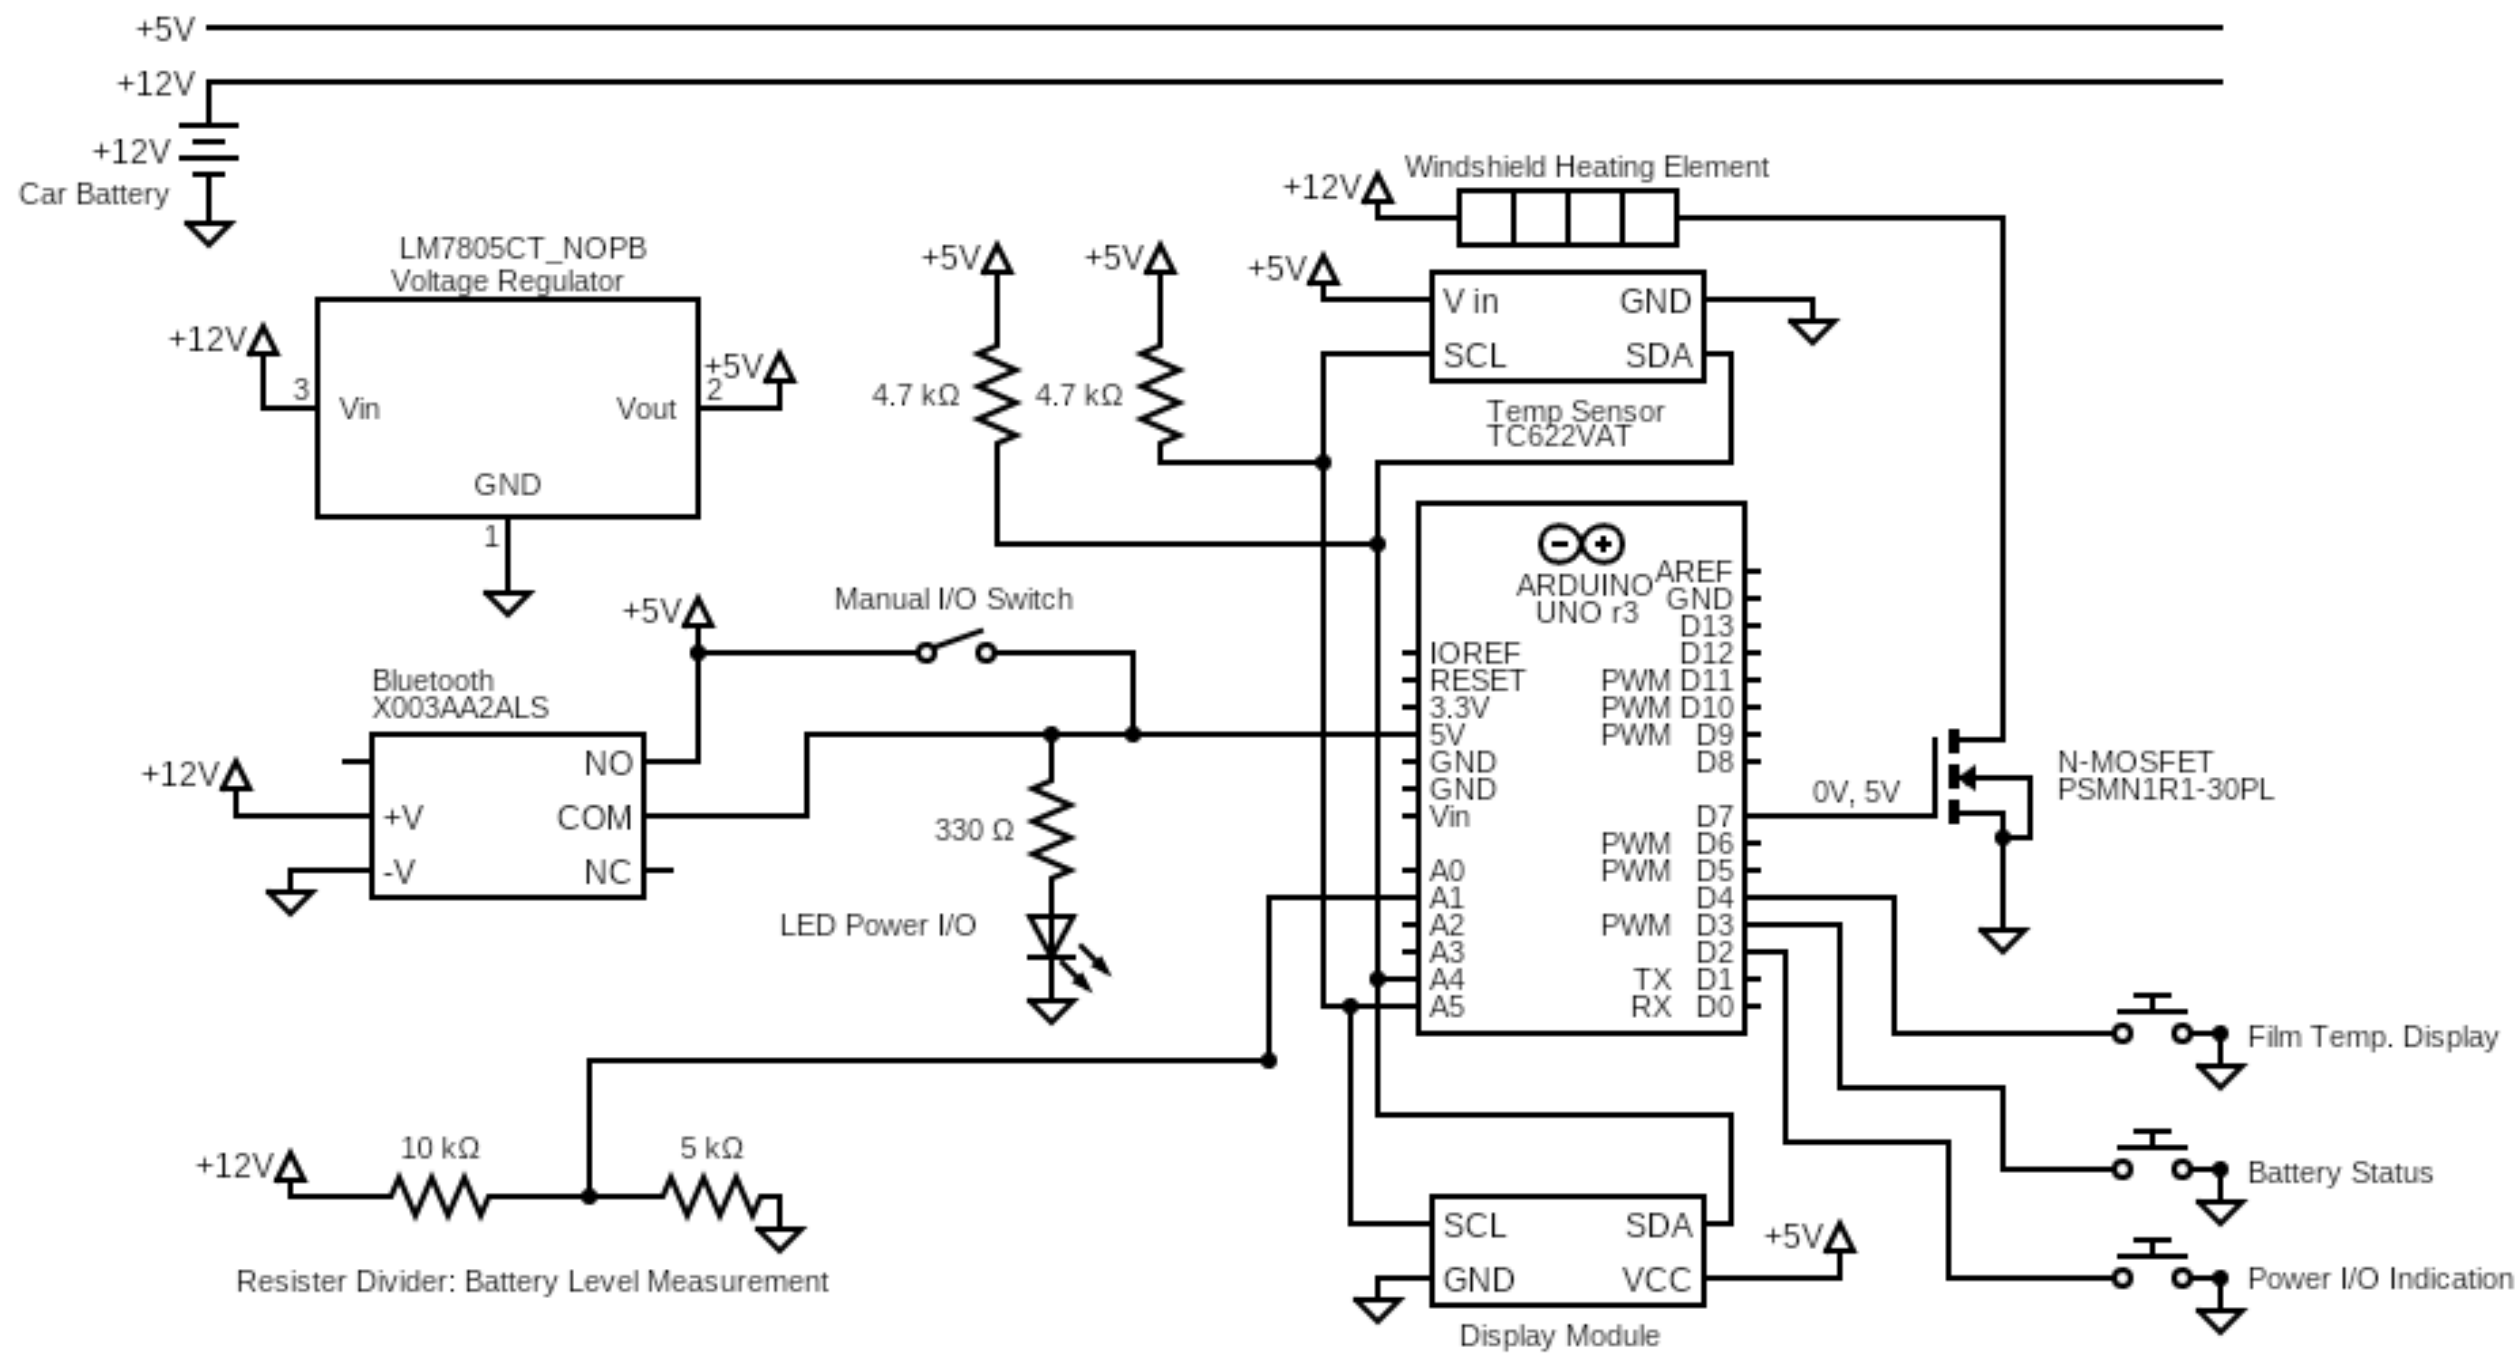 +5V
+12V
+12V
Car Battery
LM7805CT_NOPB
Voltage Regulator
+12V
3
Vin
Vout
+5V
2
GND
1
+5V
4.7 kΩ
+5V
4.7 kΩ
+12V
Windshield Heating Element
+5V
V in
GND
SCL
SDA
Temp Sensor
TC622VAT
+5V
Manual I/O Switch
Bluetooth
X003AA2ALS
+12V
NO
+V
COM
-V
NC
330 Ω
LED Power I/O
ARDUINO
UNO r3
IOREF
RESET
3.3V
5V
GND
GND
Vin
A0
A1
A2
A3
A4
A5
AREF
GND
D13
D12
PWM D11
PWM D10
PWM D9
D8
D7
PWM D6
PWM D5
D4
PWM D3
D2
TX D1
RX D0
0V, 5V
N-MOSFET
PSMN1R1-30PL
Film Temp. Display
Battery Status
Power I/O Indication
+12V
10 kΩ
5 kΩ
Resister Divider: Battery Level Measurement
SCL
SDA
GND
VCC
+5V
Display Module